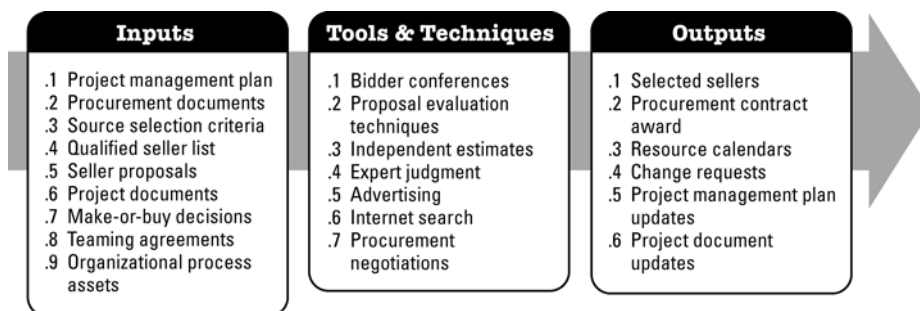 Inputs
.1 Project management plan
.2 Procurement documents
.3 Source selection criteria
.4 Qualified seller list
.5 Seller proposals
.6 Project documents
.7 Make-or-buy decisions
.8 Teaming agreements
.9 Organizational process
assets
Tools & Techniques
.1 Bidder conferences
.2 Proposal evaluation
techniques
.3 Independent estimates
.4 Expert judgment
.5 Advertising
.6 Internet search
.7 Procurement
negotiations
Outputs
.1 Selected sellers
.2 Procurement contract
award
.3 Resource calendars
.4 Change requests
.5 Project management plan
updates
.6 Project document
updates